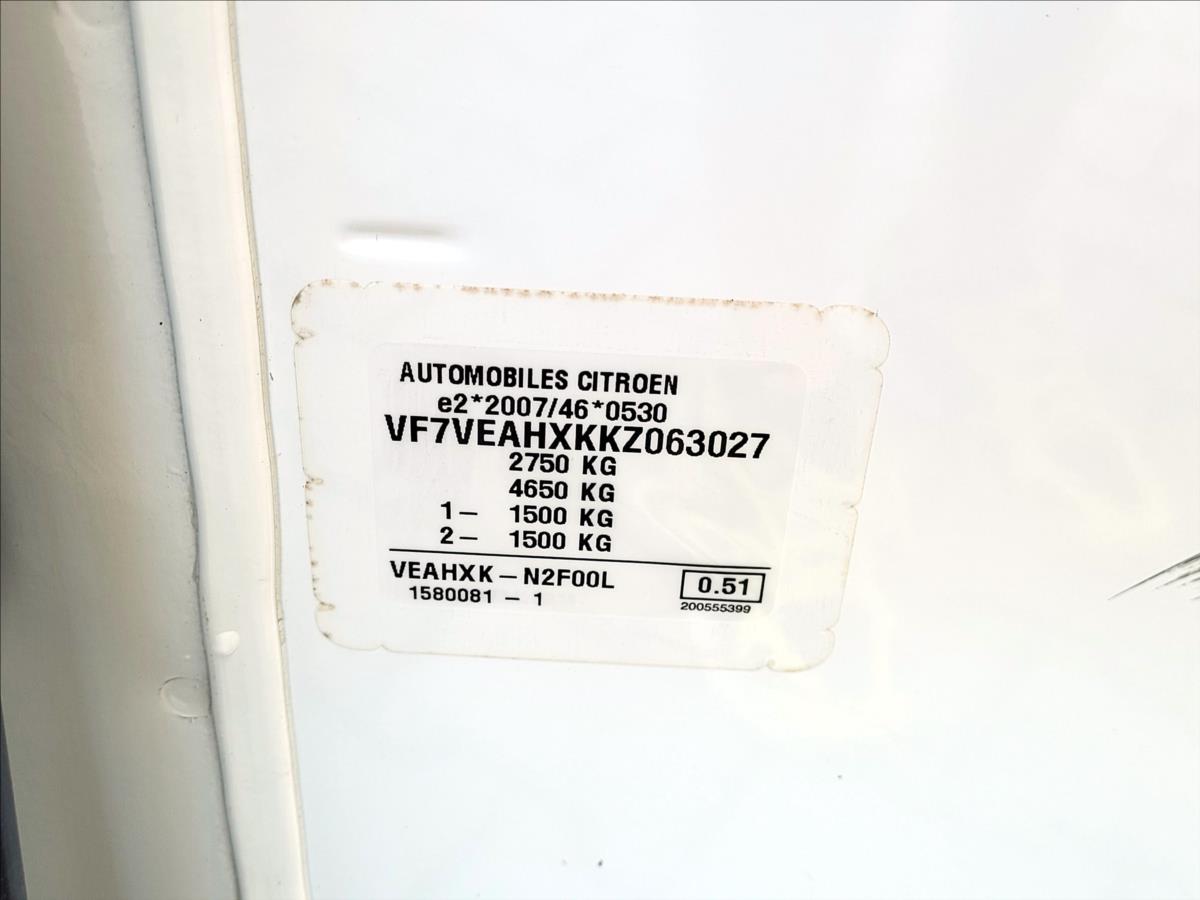 AUTOMOBILES CITROEN
e2*2007/46*0530
VF7VEAHXKKZ063027
2750 KG
4650 KG
1– 1500 KG
2– 1500 KG
VEAHXK – N2F00L 0.51
1580081 – 1 200555399